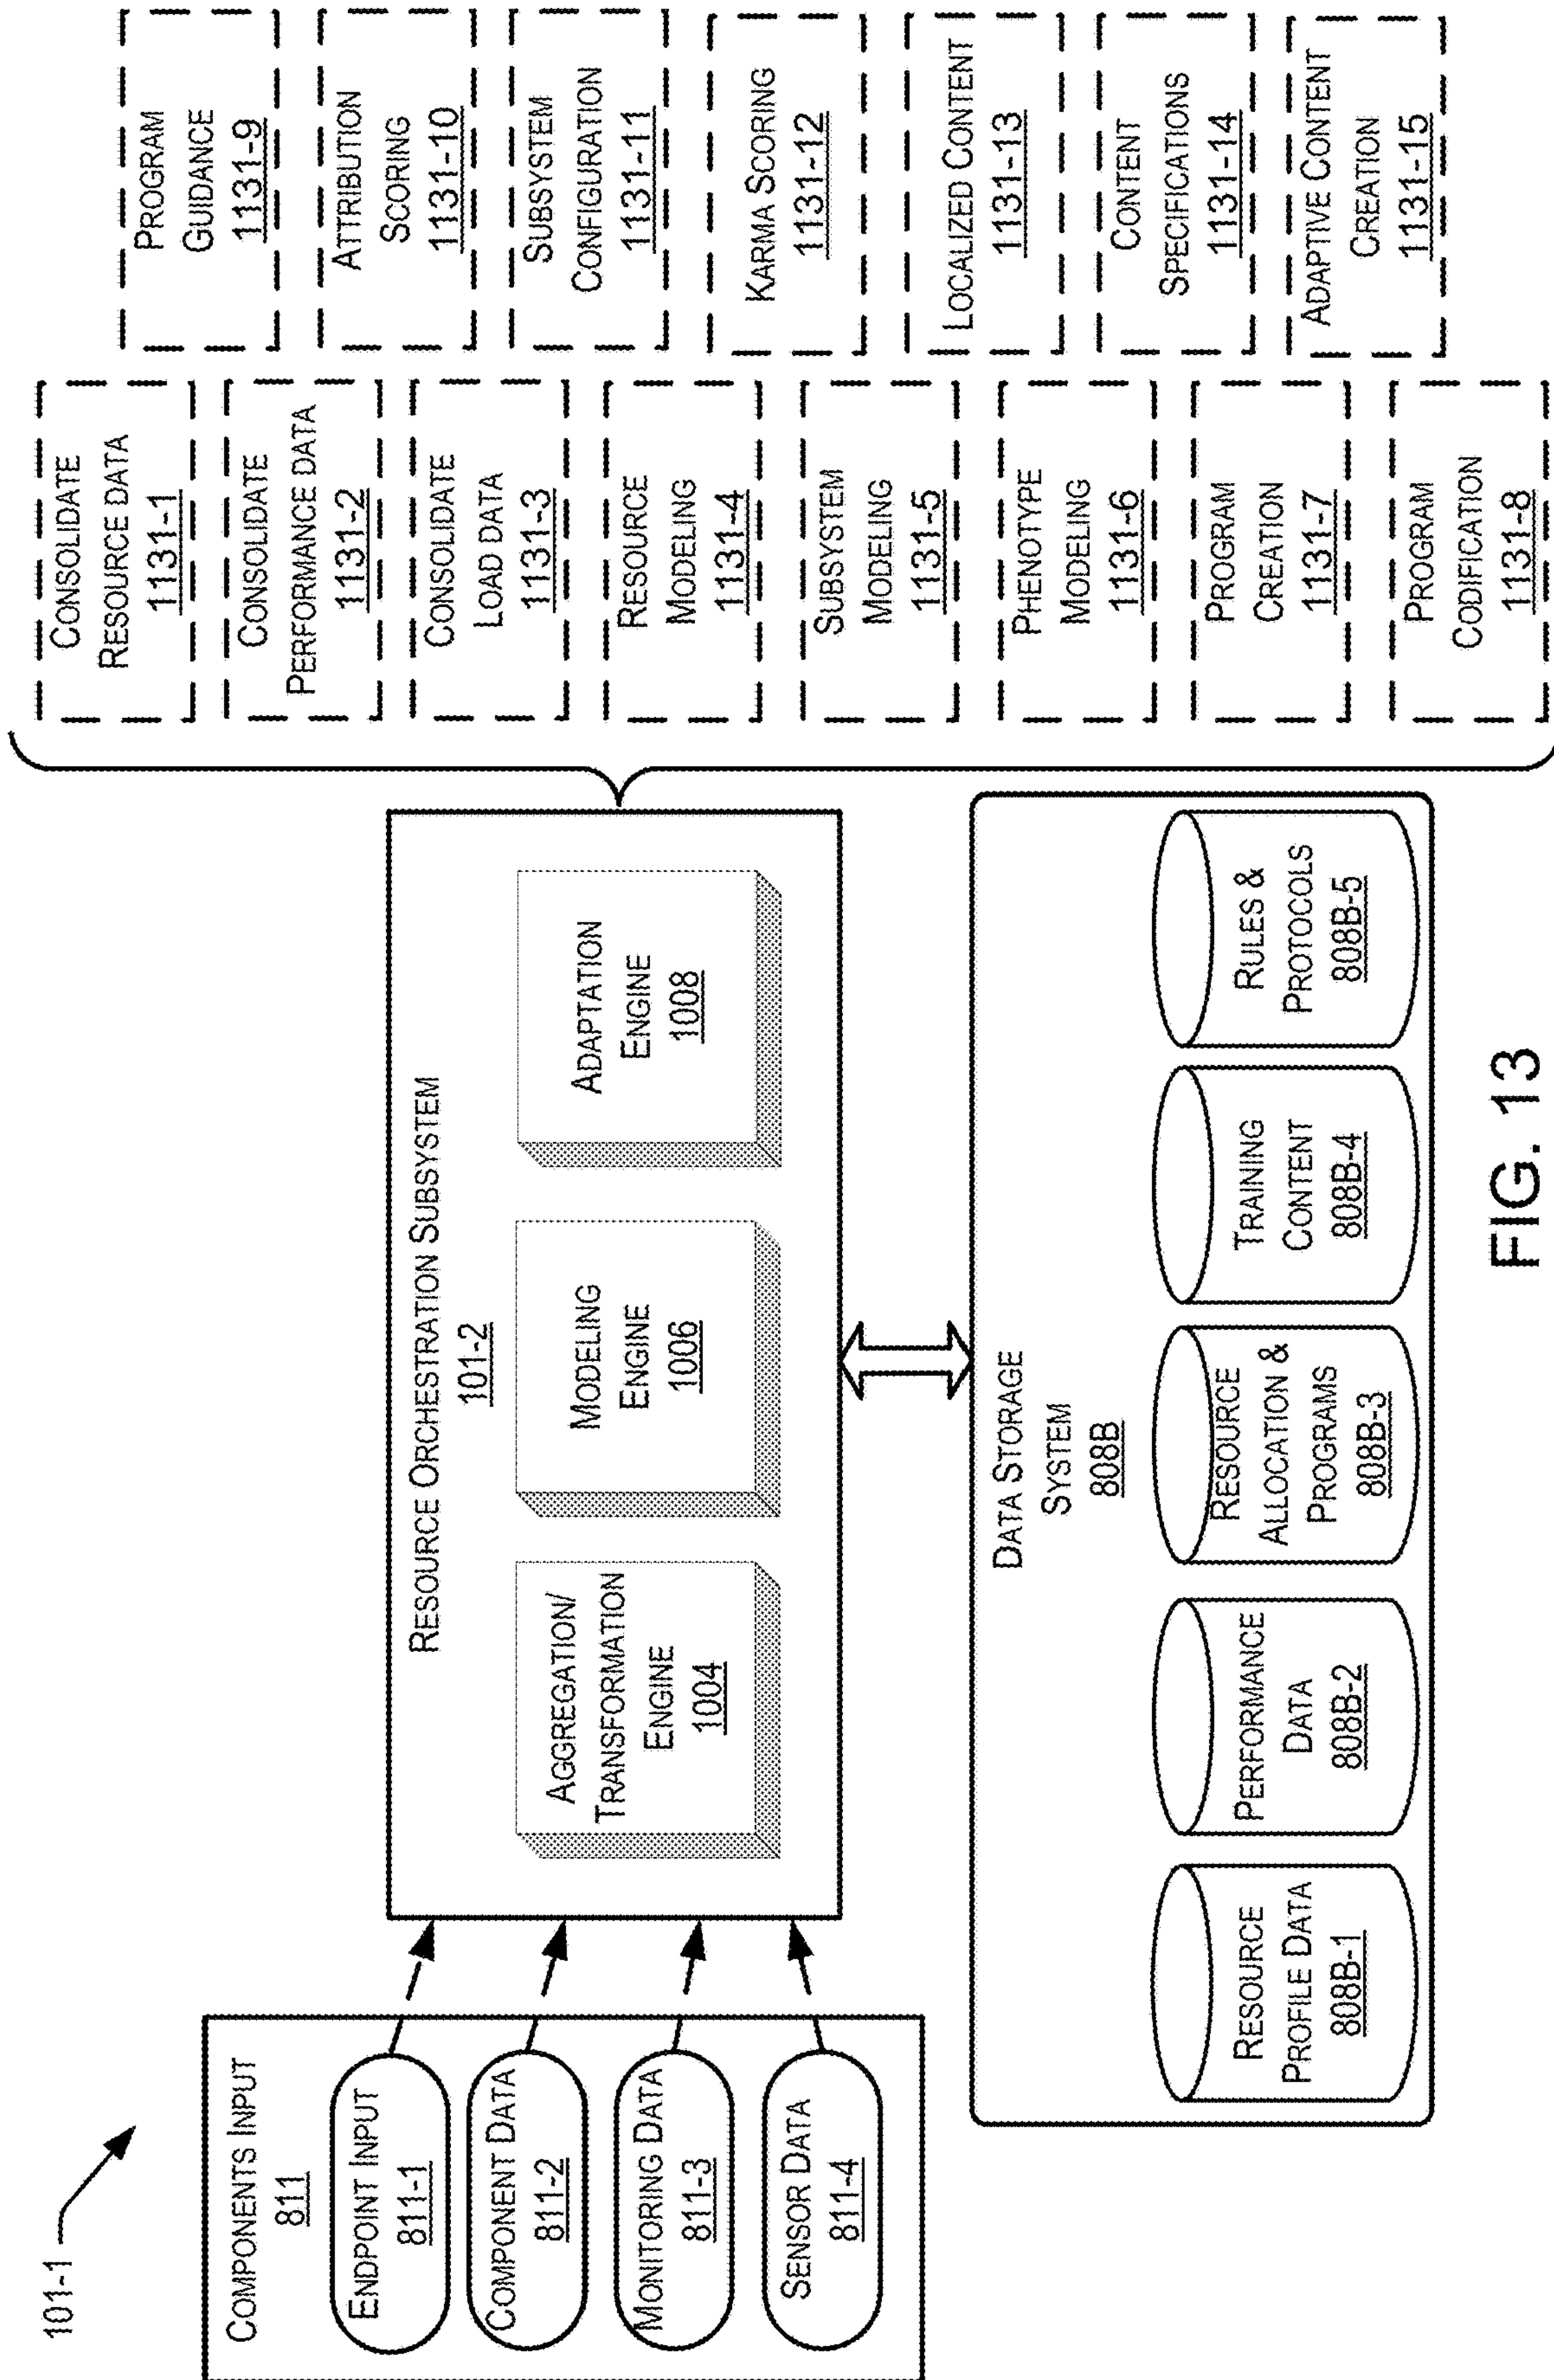 101-1
COMPONENTS INPUT
811
ENDPOINT INPUT
811-1
COMPONENT DATA
811-2
MONITORING DATA
811-3
SENSOR DATA
811-4
RESOURCE ORCHESTRATION SUBSYSTEM
101-2
AGGREGATION/
TRANSFORMATION
ENGINE
1004
MODELING
ENGINE
1006
ADAPTATION
ENGINE
1008
DATA STORAGE
SYSTEM
808B
RESOURCE
PROFILE DATA
808B-1
PERFORMANCE
DATA
808B-2
RESOURCE
ALLOCATION &
PROGRAMS
808B-3
TRAINING
CONTENT
808B-4
RULES &
PROTOCOLS
808B-5
CONSOLIDATE
RESOURCE DATA
1131-1
CONSOLIDATE
PERFORMANCE DATA
1131-2
CONSOLIDATE
LOAD DATA
1131-3
RESOURCE
MODELING
1131-4
SUBSYSTEM
MODELING
1131-5
PHENOTYPE
MODELING
1131-6
PROGRAM
CREATION
1131-7
PROGRAM
CODIFICATION
1131-8
PROGRAM
GUIDANCE
1131-9
ATTRIBUTION
SCORING
1131-10
SUBSYSTEM
CONFIGURATION
1131-11
KARMA SCORING
1131-12
LOCALIZED CONTENT
1131-13
CONTENT
SPECIFICATIONS
1131-14
ADAPTIVE CONTENT
CREATION
1131-15
FIG. 13